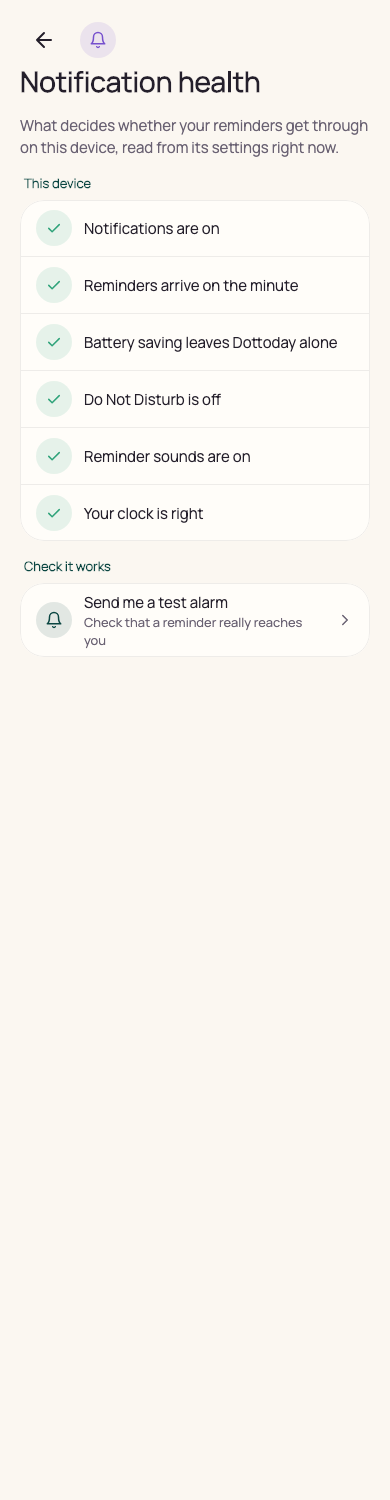 Notification health
What decides whether your reminders get through
on this device, read from its settings right now.
This device
Notifications are on
Reminders arrive on the minute
Battery saving leaves Dottoday alone
Do Not Disturb is off
Reminder sounds are on
Your clock is right
Check it works
Send me a test alarm
Check that a reminder really reaches
you